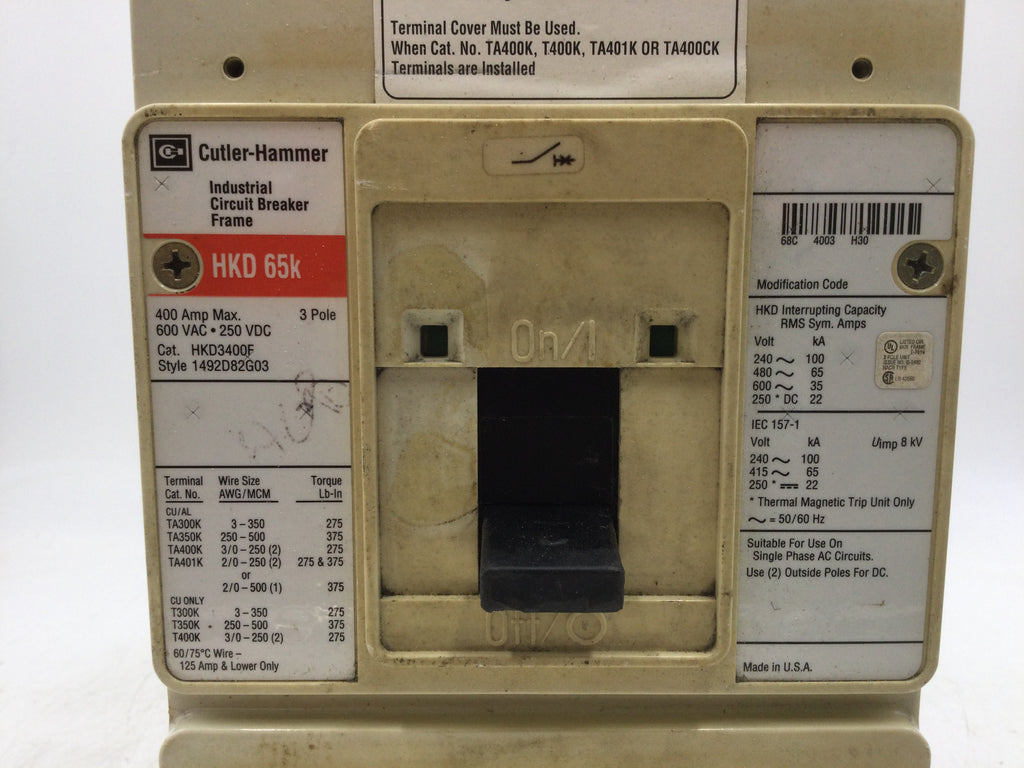 Terminal Cover Must Be Used.
When Cat. No. TA400K, T400K, TA401K OR TA400CK
Terminals are Installed
Cutler-Hammer
Industrial
Circuit Breaker
Frame
HKD 65k
400 Amp Max. 3 Pole
600 VAC • 250 VDC
Cat. HKD3400F
Style 1492D82G03
Terminal Wire Size Torque
Cat. No. AWG/MCM Lb-In
CU/AL
TA300K 3–350 275
TA350K 250–500 375
TA400K 3/0–250 (2) 275
TA401K 2/0–250 (2) 275 & 375
or
2/0–500 (1) 375
CU ONLY
T300K 3–350 275
T350K 250–500 375
T400K 3/0–250 (2) 275
60/75°C Wire –
125 Amp & Lower Only
On/I
Off/O
68C 4003 H30
Modification Code
HKD Interrupting Capacity
RMS Sym. Amps
Volt kA
240 ~ 100
480 ~ 65
600 ~ 35
250 * DC 22
UL LISTED
IEC 157-1
Volt kA Uimp 8 kV
240 ~ 100
415 ~ 65
250 * ⎓ 22
* Thermal Magnetic Trip Unit Only
~ = 50/60 Hz
Suitable For Use On
Single Phase AC Circuits.
Use (2) Outside Poles For DC.
Made in U.S.A.